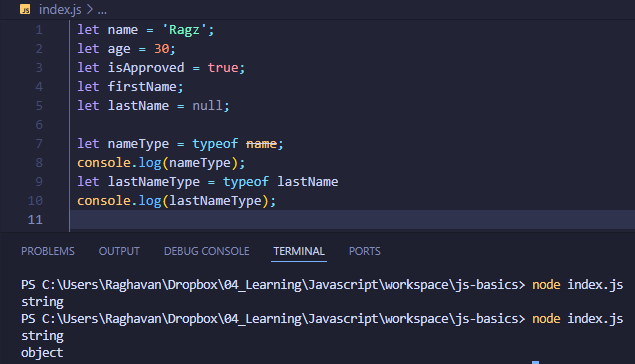 index.js > ...
1 let name = 'Ragz';
2 let age = 30;
3 let isApproved = true;
4 let firstName;
5 let lastName = null;
6
7 let nameType = typeof name;
8 console.log(nameType);
9 let lastNameType = typeof lastName
10 console.log(lastNameType);
11
PROBLEMS OUTPUT DEBUG CONSOLE TERMINAL PORTS
PS C:\Users\Raghavan\Dropbox\04_Learning\Javascript\workspace\js-basics> node index.js
string
PS C:\Users\Raghavan\Dropbox\04_Learning\Javascript\workspace\js-basics> node index.js
string
object